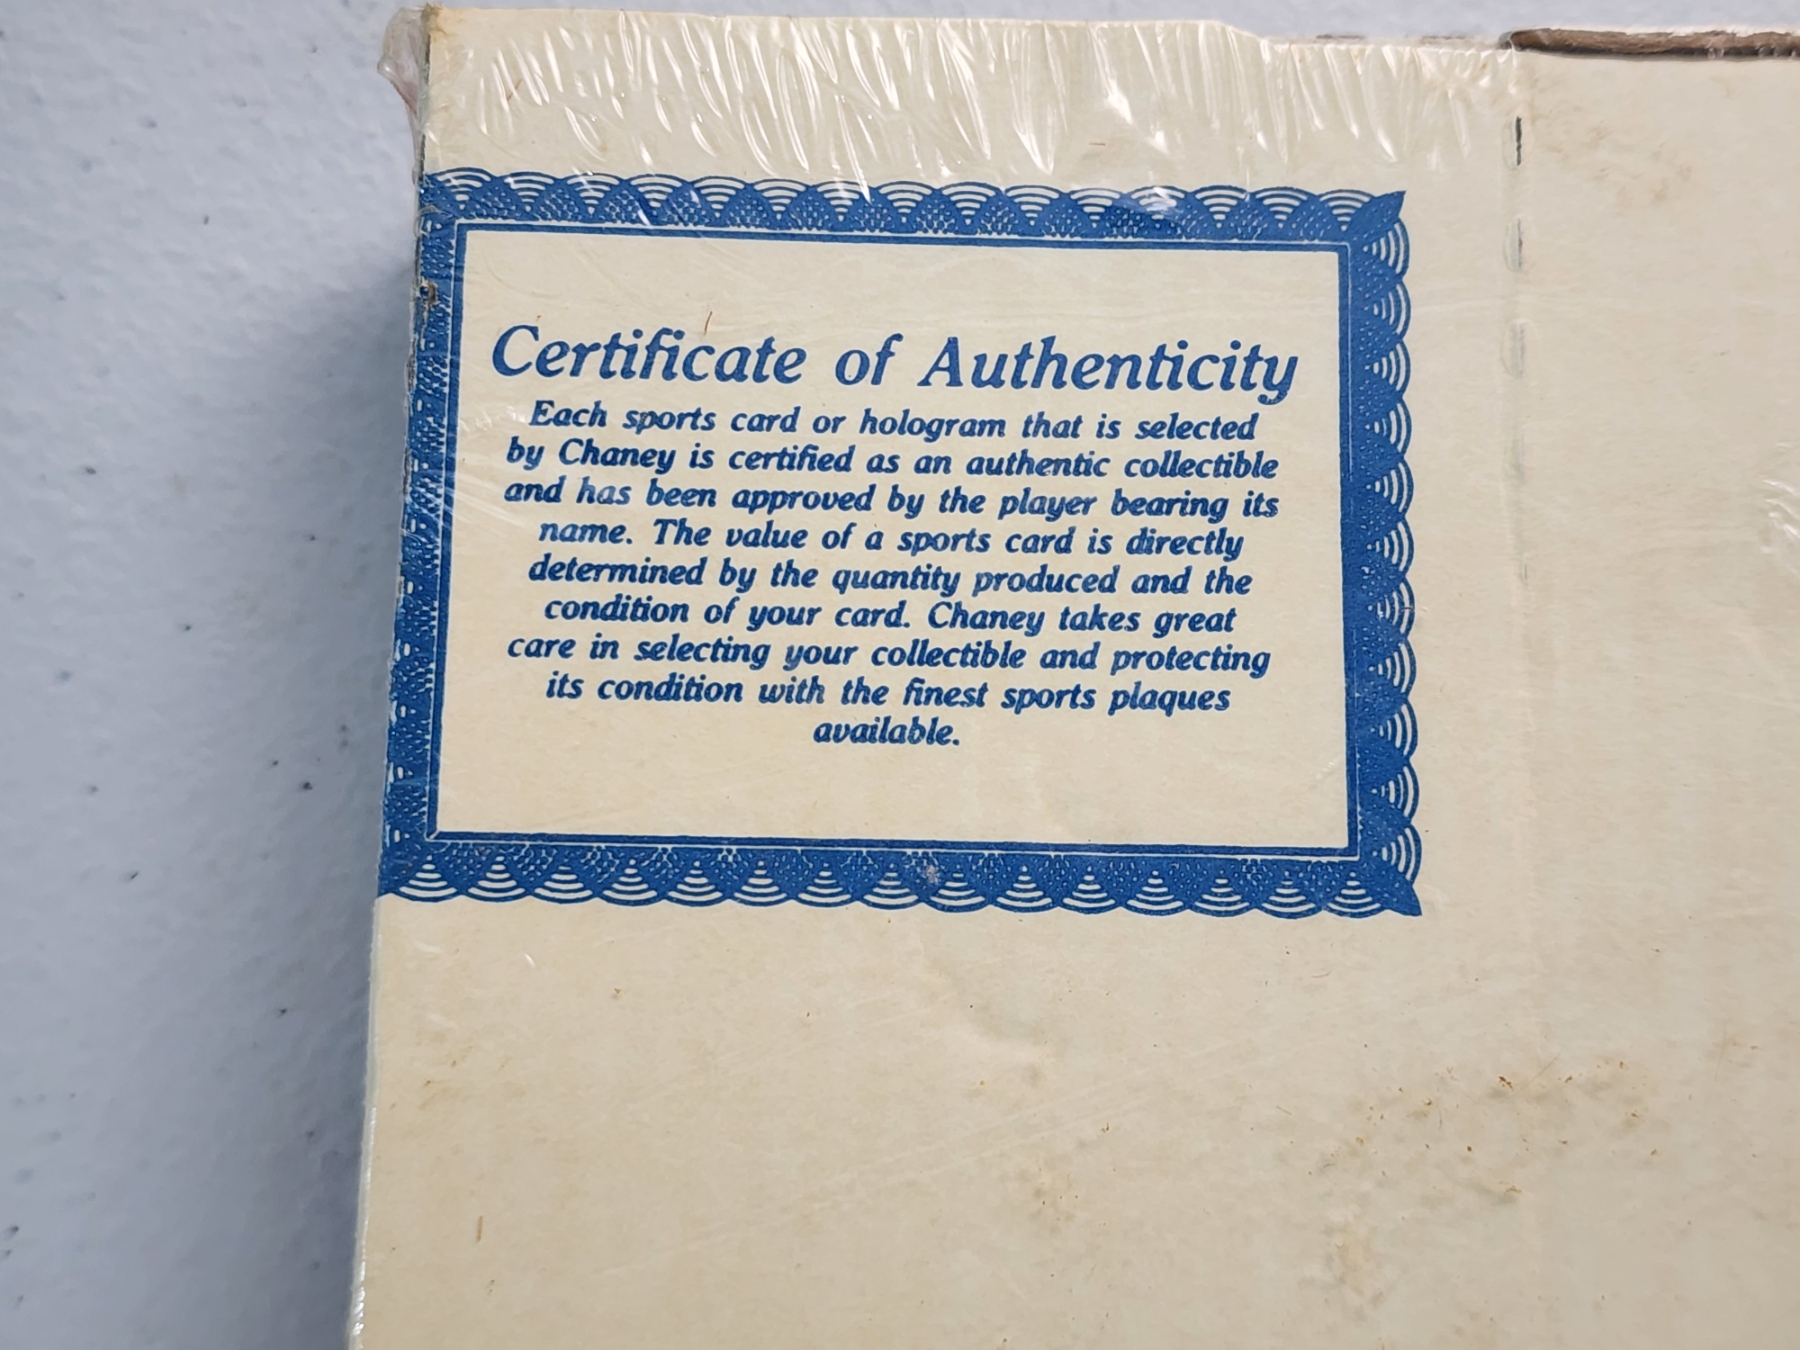 Certificate of Authenticity
Each sports card or hologram that is selected
by Chaney is certified as an authentic collectible
and has been approved by the player bearing its
name. The value of a sports card is directly
determined by the quantity produced and the
condition of your card. Chaney takes great
care in selecting your collectible and protecting
its condition with the finest sports plaques
available.